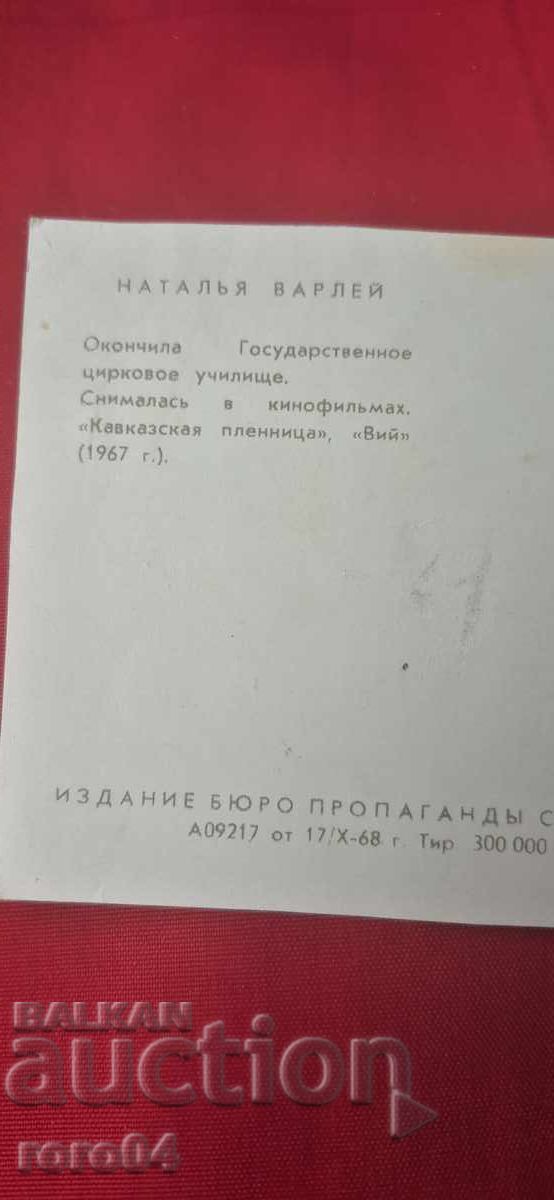 НАТАЛЬЯ ВАРЛЕЙ
Окончила Государственное
цирковое училище.
Снималась в кинофильмах.
«Кавказская пленница», «Вий»
(1967 г.).
ИЗДАНИЕ БЮРО ПРОПАГАНДЫ С
А09217 от 17/X-68 г. Тир 300 000
BALKAN
auction
roro04